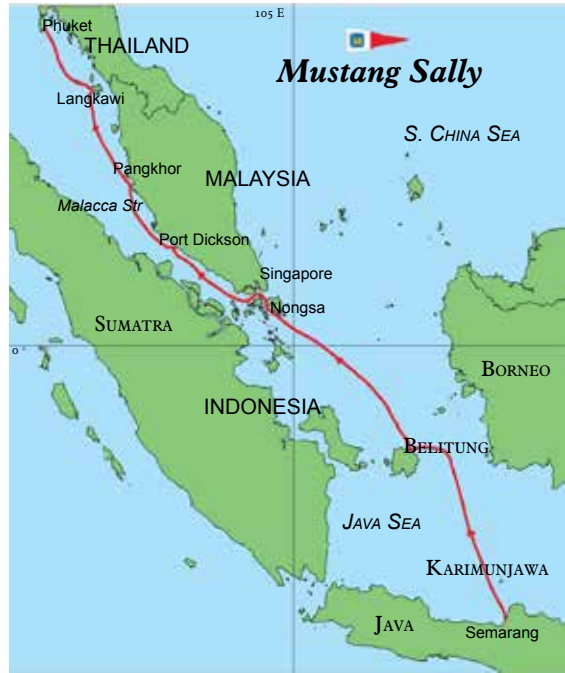 105 E
Phuket
THAILAND
Mustang Sally
Langkawi
S. CHINA SEA
Pangkhor
MALAYSIA
Malacca Str
Port Dickson
Singapore
Nongsa
SUMATRA
0°
BORNEO
INDONESIA
BELITUNG
JAVA SEA
KARIMUNJAWA
JAVA
Semarang